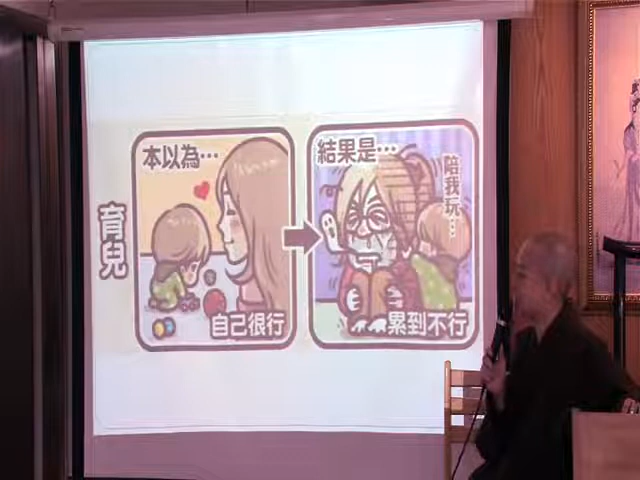 育兒
本以為…
自己很行
結果是…
陪我玩…
累到不行